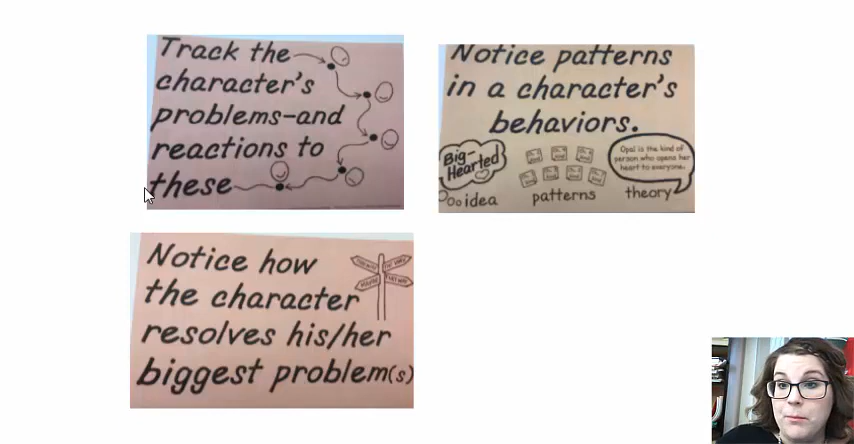 Track the
character's
problems-and
reactions to
these
Notice patterns
in a character's
behaviors.
Big-
Hearted
Opal is the kind of
person who opens her
heart to everyone.
idea
patterns
theory
Notice how
the character
resolves his/her
biggest problem(s)